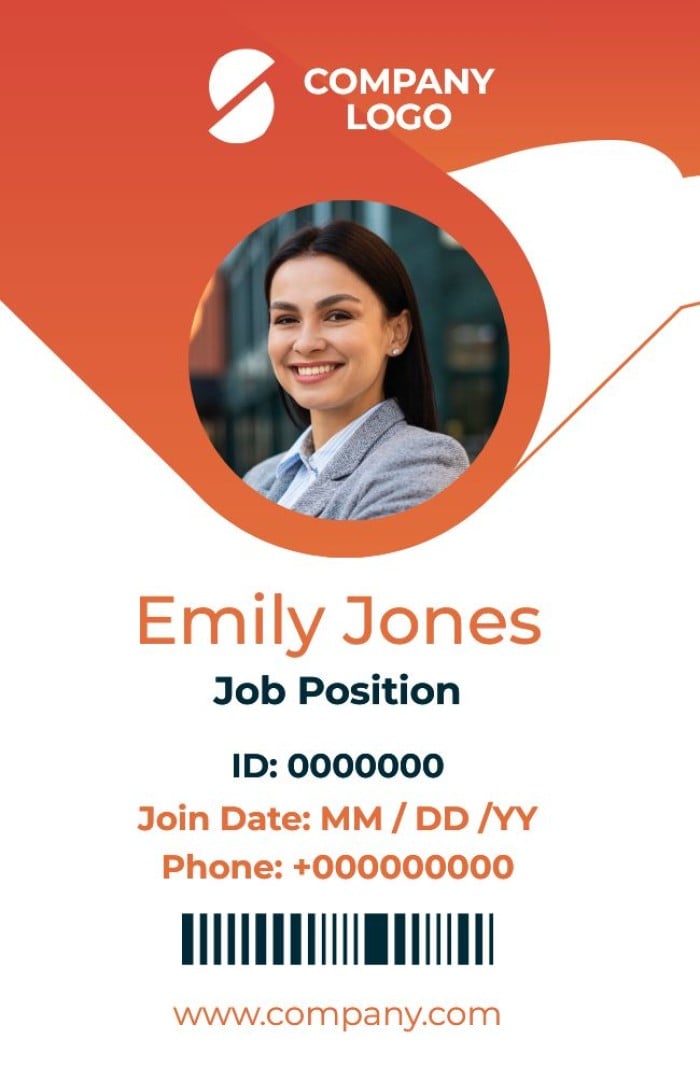 COMPANY
LOGO
Emily Jones
Job Position
ID: 0000000
Join Date: MM / DD /YY
Phone: +000000000
www.company.com